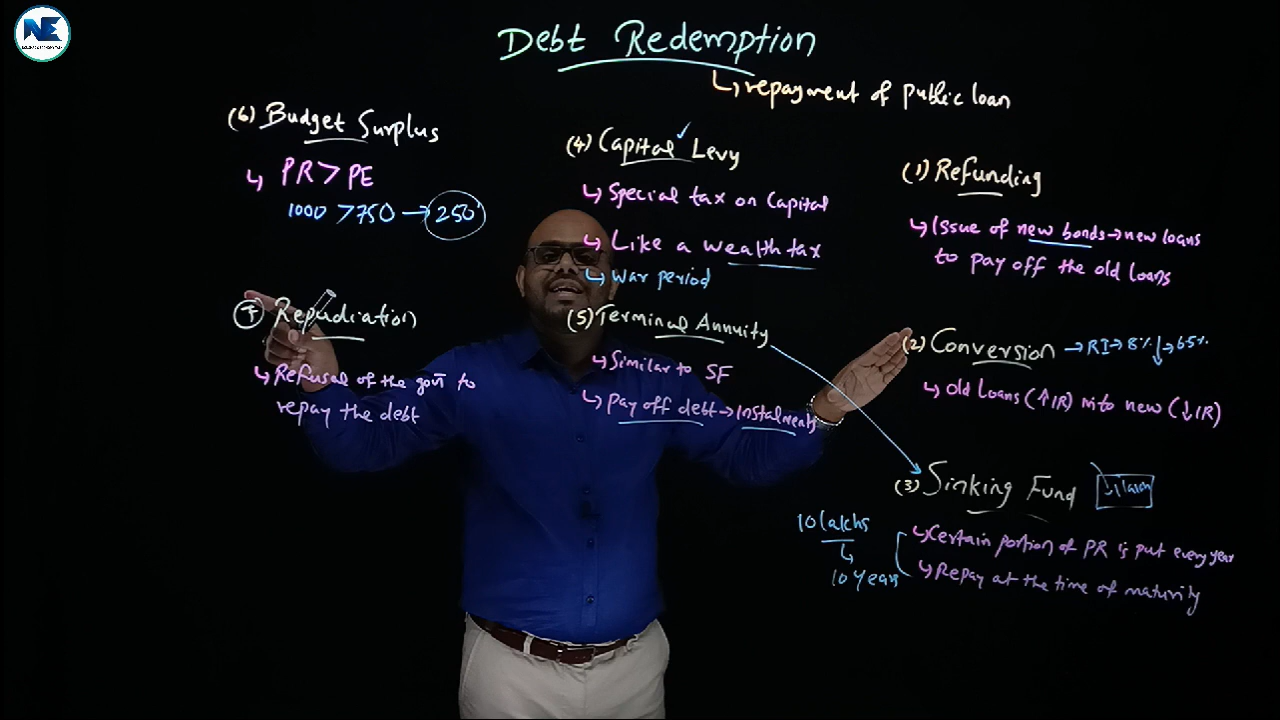 NE
Debt Redemption
↳ repayment of public loan
(1) Refunding
↳ Issue of new bonds → new loans
to pay off the old loans
(2) Conversion → RI → 8% ↓ → 6.5%
↳ old loans (↑IR) into new (↓IR)
(3) Sinking Fund
↳ Certain portion of PR is put every year
↳ Repay at the time of maturity
10 lakhs
↳
10 years
(4) Capital ✓ Levy
↳ Special tax on Capital
↳ Like a wealth tax
↳ War period
(5) Terminal Annuity
↳ Similar to SF
↳ pay off debt → instalments
(6) Budget Surplus
↳ PR > PE
1000 > 750 → 250
(7) Repudiation
↳ Refusal of the govt to
repay the debt